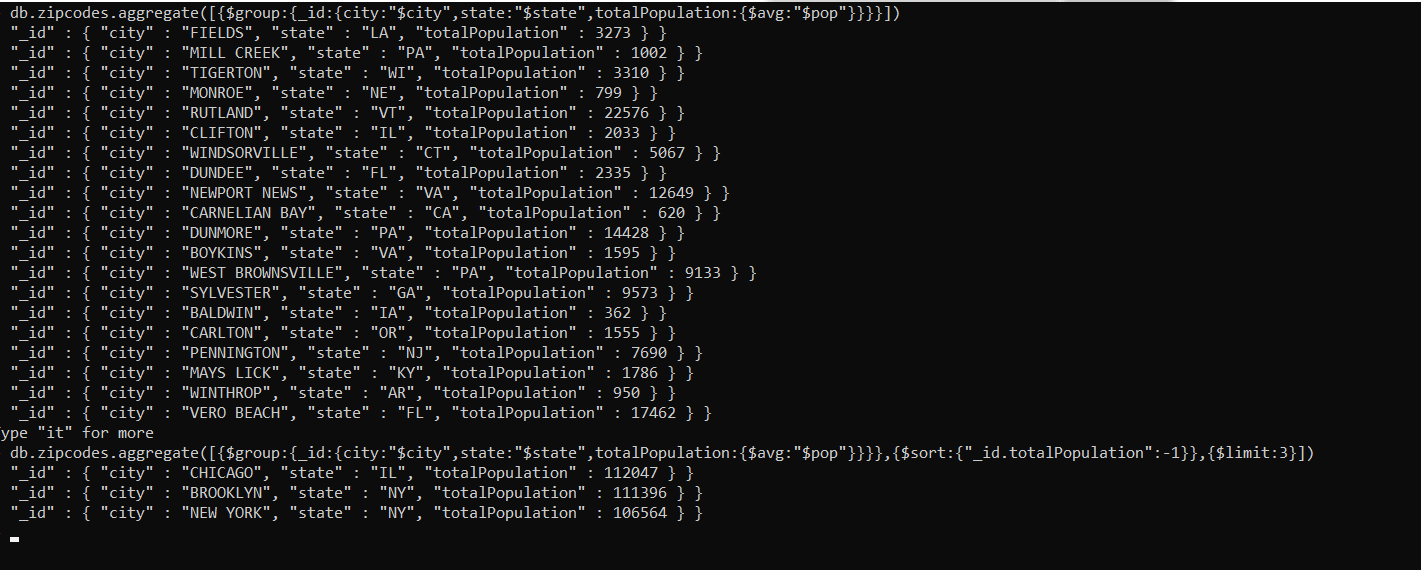 db.zipcodes.aggregate([{$group:{_id:{city:"$city",state:"$state",totalPopulation:{$avg:"$pop"}}}}])
"_id" : { "city" : "FIELDS", "state" : "LA", "totalPopulation" : 3273 } }
"_id" : { "city" : "MILL CREEK", "state" : "PA", "totalPopulation" : 1002 } }
"_id" : { "city" : "TIGERTON", "state" : "WI", "totalPopulation" : 3310 } }
"_id" : { "city" : "MONROE", "state" : "NE", "totalPopulation" : 799 } }
"_id" : { "city" : "RUTLAND", "state" : "VT", "totalPopulation" : 22576 } }
"_id" : { "city" : "CLIFTON", "state" : "IL", "totalPopulation" : 2033 } }
"_id" : { "city" : "WINDSORVILLE", "state" : "CT", "totalPopulation" : 5067 } }
"_id" : { "city" : "DUNDEE", "state" : "FL", "totalPopulation" : 2335 } }
"_id" : { "city" : "NEWPORT NEWS", "state" : "VA", "totalPopulation" : 12649 } }
"_id" : { "city" : "CARNELIAN BAY", "state" : "CA", "totalPopulation" : 620 } }
"_id" : { "city" : "DUNMORE", "state" : "PA", "totalPopulation" : 14428 } }
"_id" : { "city" : "BOYKINS", "state" : "VA", "totalPopulation" : 1595 } }
"_id" : { "city" : "WEST BROWNSVILLE", "state" : "PA", "totalPopulation" : 9133 } }
"_id" : { "city" : "SYLVESTER", "state" : "GA", "totalPopulation" : 9573 } }
"_id" : { "city" : "BALDWIN", "state" : "IA", "totalPopulation" : 362 } }
"_id" : { "city" : "CARLTON", "state" : "OR", "totalPopulation" : 1555 } }
"_id" : { "city" : "PENNINGTON", "state" : "NJ", "totalPopulation" : 7690 } }
"_id" : { "city" : "MAYS LICK", "state" : "KY", "totalPopulation" : 1786 } }
"_id" : { "city" : "WINTHROP", "state" : "AR", "totalPopulation" : 950 } }
"_id" : { "city" : "VERO BEACH", "state" : "FL", "totalPopulation" : 17462 } }
ype "it" for more
db.zipcodes.aggregate([{$group:{_id:{city:"$city",state:"$state",totalPopulation:{$avg:"$pop"}}}},{$sort:{"_id.totalPopulation":-1}},{$limit:3}])
"_id" : { "city" : "CHICAGO", "state" : "IL", "totalPopulation" : 112047 } }
"_id" : { "city" : "BROOKLYN", "state" : "NY", "totalPopulation" : 111396 } }
"_id" : { "city" : "NEW YORK", "state" : "NY", "totalPopulation" : 106564 } }